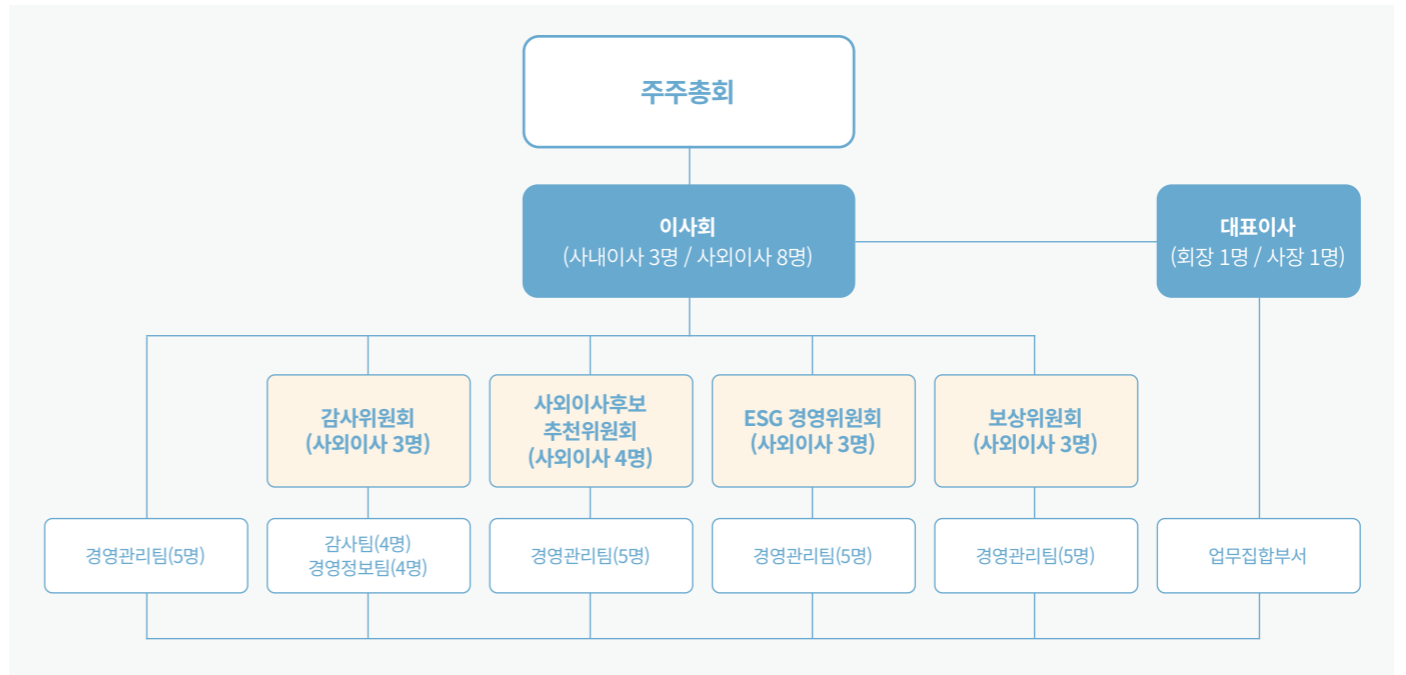 주주총회
이사회
(사내이사 3명 / 사외이사 8명)
대표이사
(회장 1명 / 사장 1명)
감사위원회
(사외이사 3명)
사외이사후보
추천위원회
(사외이사 4명)
ESG 경영위원회
(사외이사 3명)
보상위원회
(사외이사 3명)
경영관리팀(5명)
감사팀(4명)
경영정보팀(4명)
경영관리팀(5명)
경영관리팀(5명)
경영관리팀(5명)
업무집합부서